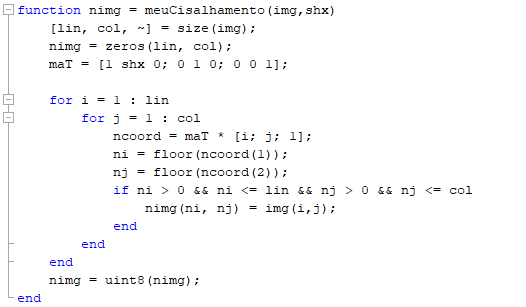 function nimg = meuCisalhamento(img,shx)
    [lin, col, ~] = size(img);
    nimg = zeros(lin, col);
    maT = [1 shx 0; 0 1 0; 0 0 1];

    for i = 1 : lin
        for j = 1 : col
            ncoord = maT * [i; j; 1];
            ni = floor(ncoord(1));
            nj = floor(ncoord(2));
            if ni > 0 && ni <= lin && nj > 0 && nj <= col
                nimg(ni, nj) = img(i,j);
            end
        end
    end
    nimg = uint8(nimg);
end